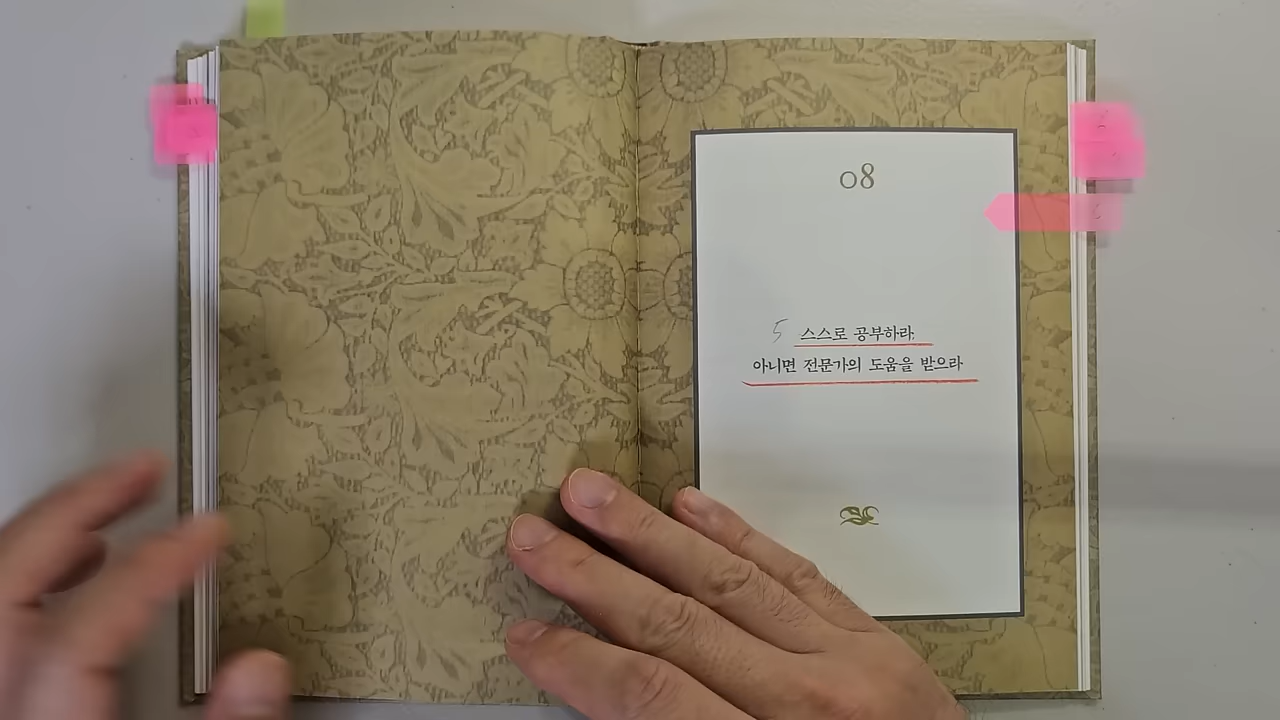 08
5 스스로 공부하라,
아니면 전문가의 도움을 받으라